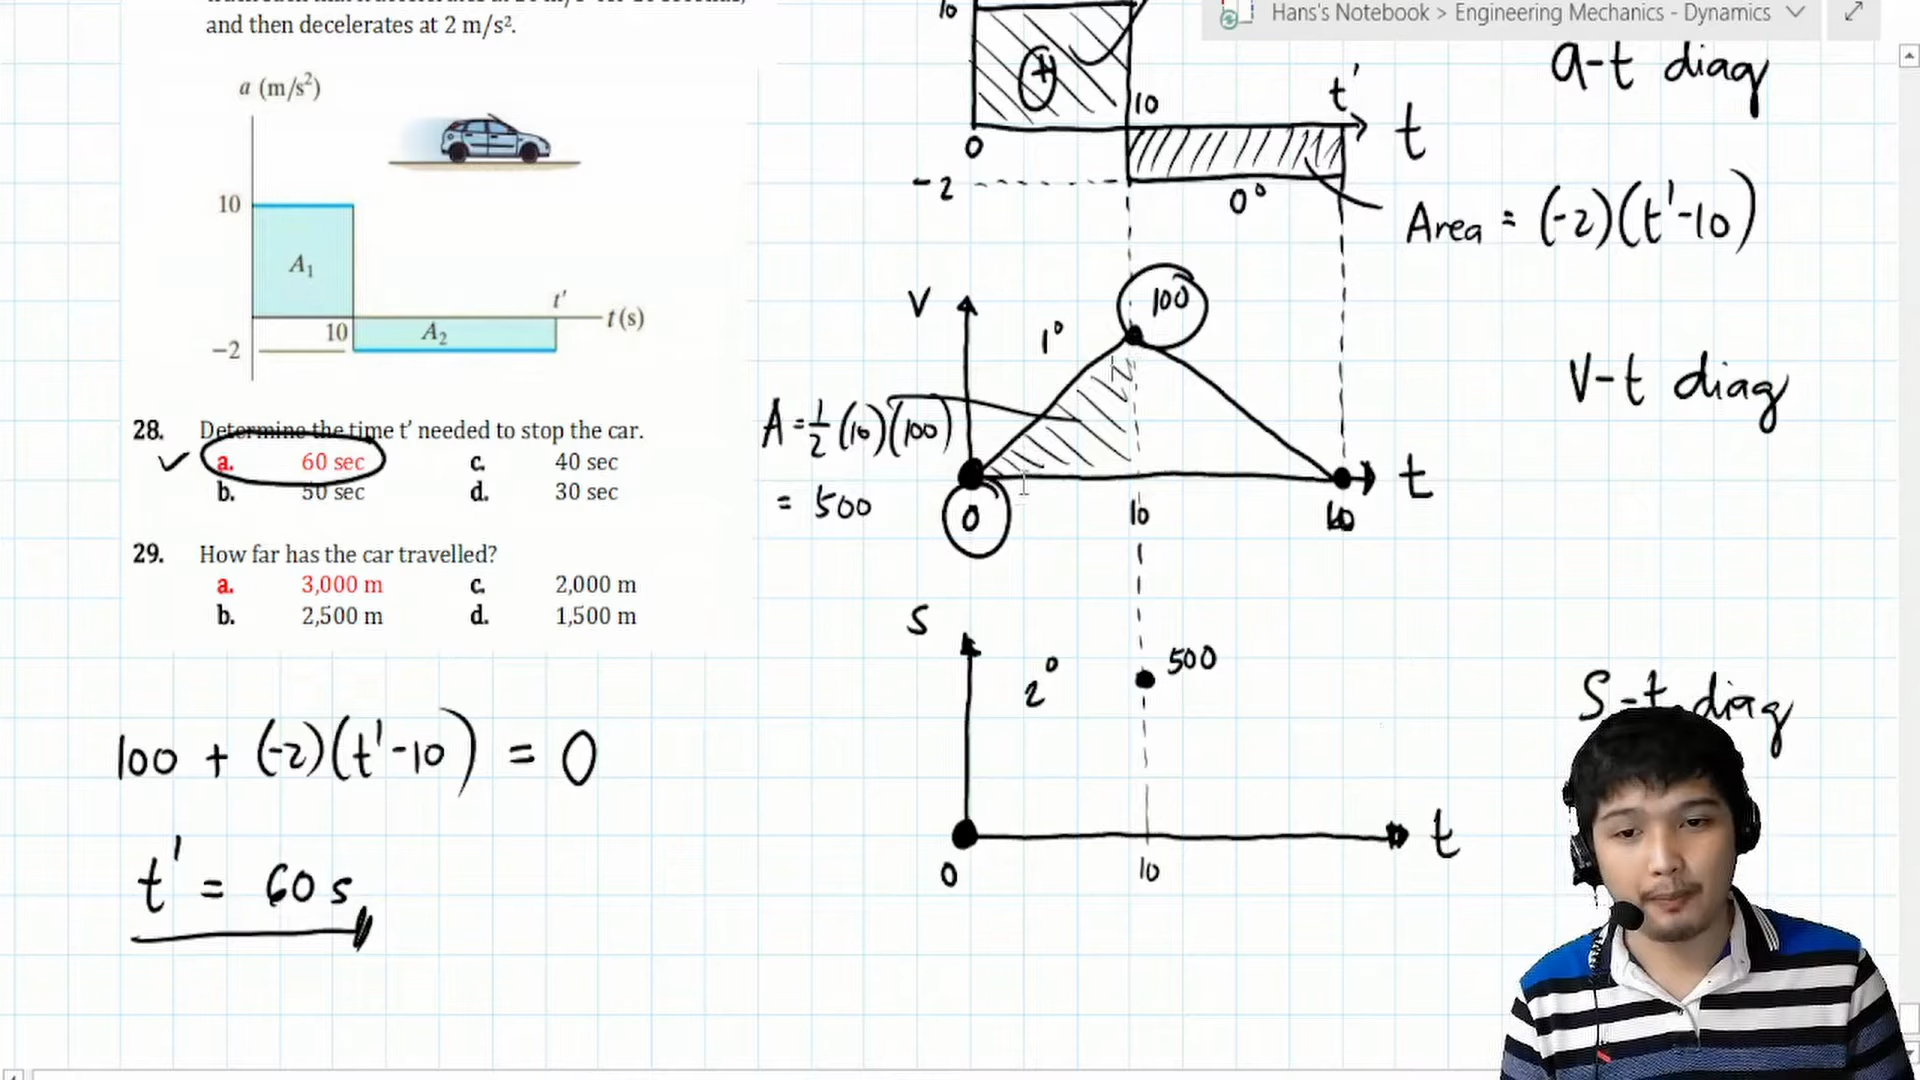 and then decelerates at 2 m/s².
a (m/s²)
10
A₁
t'
10
A₂
t (s)
−2
28. Determine the time t' needed to stop the car.
a. 60 sec c. 40 sec
b. 50 sec d. 30 sec
29. How far has the car travelled?
a. 3,000 m c. 2,000 m
b. 2,500 m d. 1,500 m
100 + (-2)(t'-10) = 0
t' = 60 s
Hans's Notebook > Engineering Mechanics - Dynamics
10
+
10
t'
t
0
-2
0°
a-t diag
Area = (-2)(t'-10)
V
1°
100
A = ½ (10)(100)
= 500
0
10
60
t
V-t diag
S
2°
500
0
10
t
S-t diag